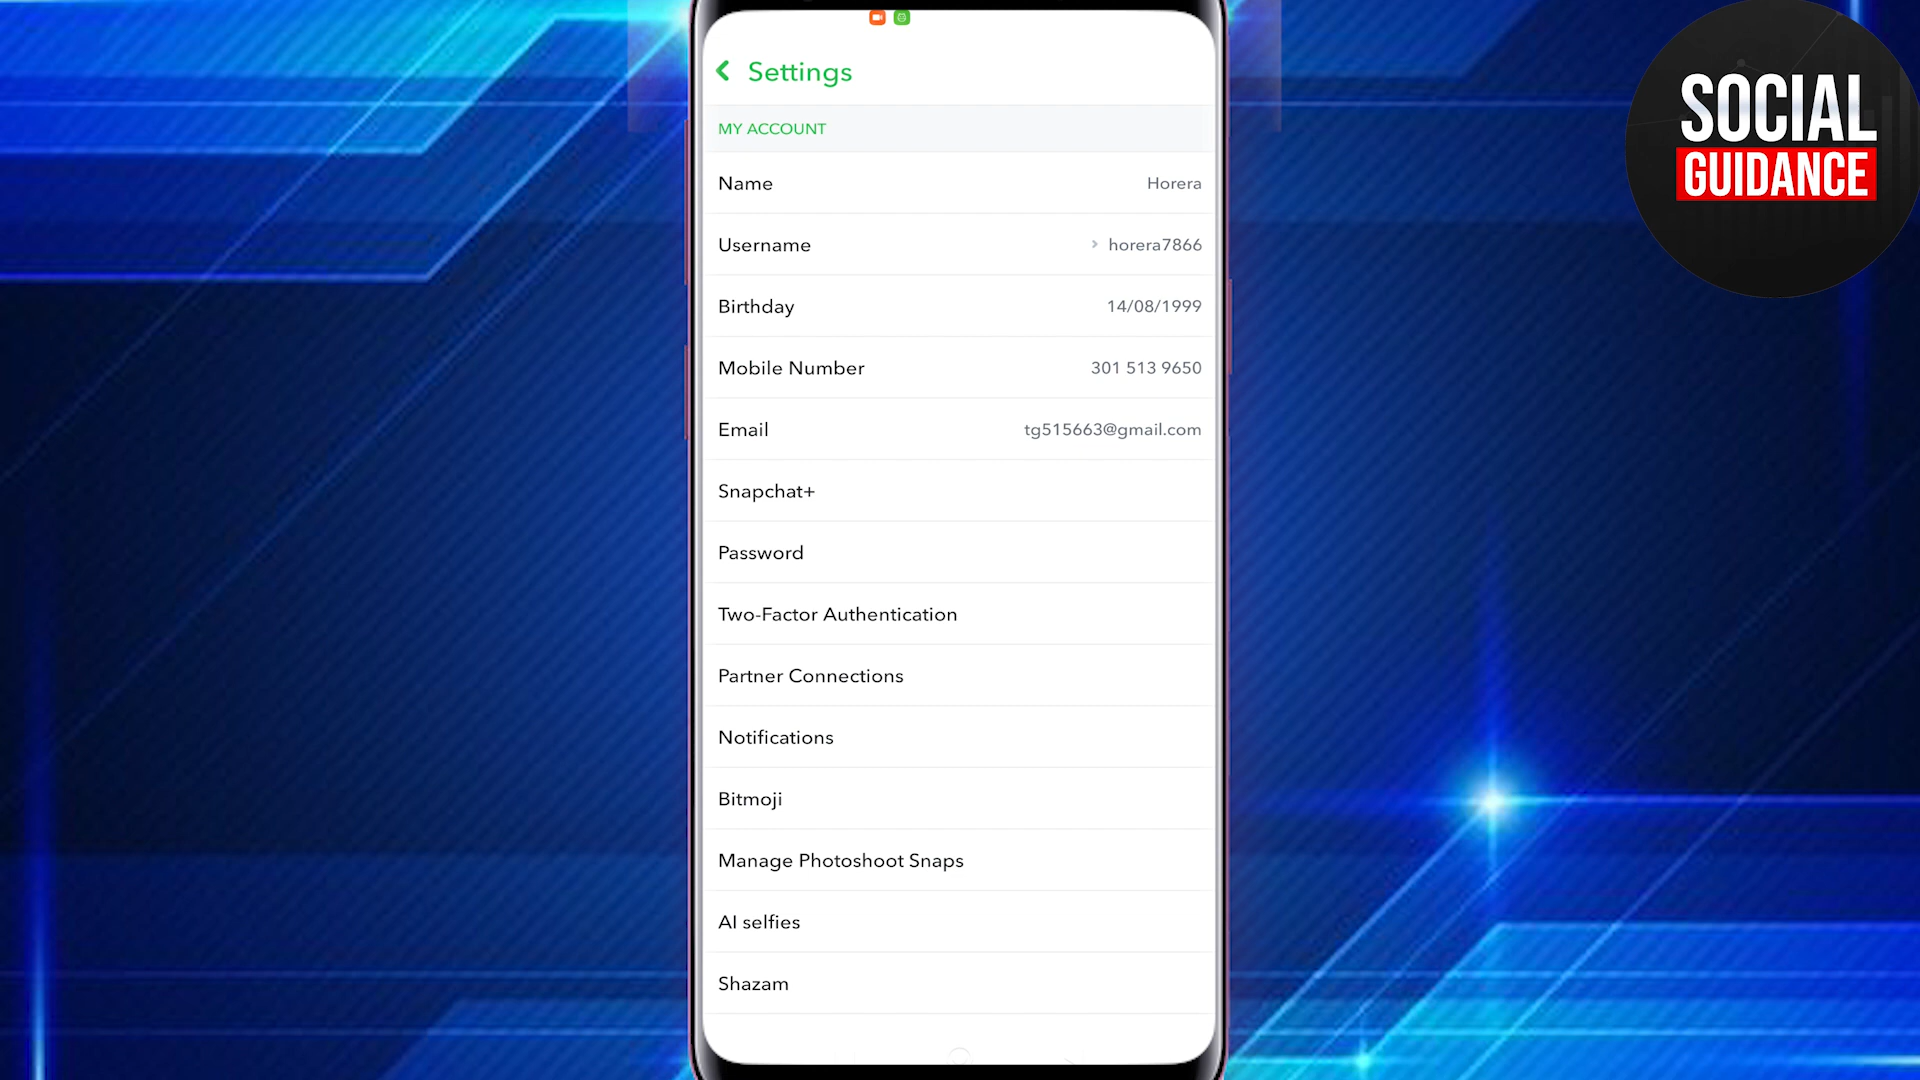 Settings
MY ACCOUNT
Name Horera
Username > horera7866
Birthday 14/08/1999
Mobile Number 301 513 9650
Email tg515663@gmail.com
Snapchat+
Password
Two-Factor Authentication
Partner Connections
Notifications
Bitmoji
Manage Photoshoot Snaps
AI selfies
Shazam
SOCIAL
GUIDANCE